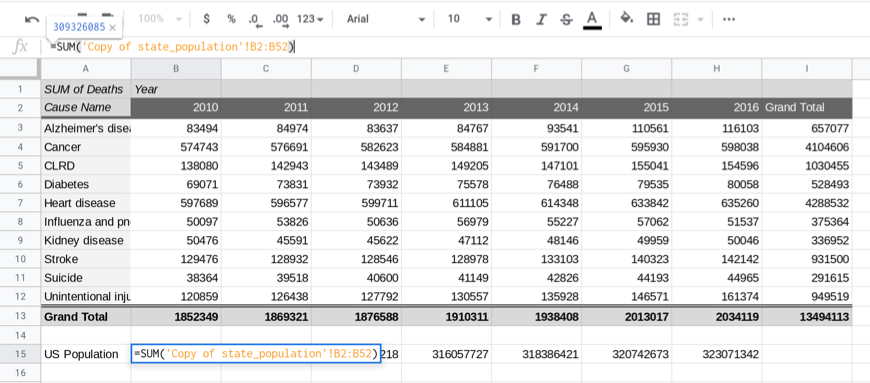 100% $ % .0 .00 123 Arial 10 B I S A ...
309326085 ×
fx =SUM('Copy of state_population'!B2:B52)
A B C D E F G H I
1 SUM of Deaths Year
2 Cause Name 2010 2011 2012 2013 2014 2015 2016 Grand Total
3 Alzheimer's disea 83494 84974 83637 84767 93541 110561 116103 657077
4 Cancer 574743 576691 582623 584881 591700 595930 598038 4104606
5 CLRD 138080 142943 143489 149205 147101 155041 154596 1030455
6 Diabetes 69071 73831 73932 75578 76488 79535 80058 528493
7 Heart disease 597689 596577 599711 611105 614348 633842 635260 4288532
8 Influenza and pn 50097 53826 50636 56979 55227 57062 51537 375364
9 Kidney disease 50476 45591 45622 47112 48146 49959 50046 336952
10 Stroke 129476 128932 128546 128978 133103 140323 142142 931500
11 Suicide 38364 39518 40600 41149 42826 44193 44965 291615
12 Unintentional inju 120859 126438 127792 130557 135928 146571 161374 949519
13 Grand Total 1852349 1869321 1876588 1910311 1938408 2013017 2034119 13494113
14
15 US Population =SUM('Copy of state_population'!B2:B52) 218 316057727 318386421 320742673 323071342
16